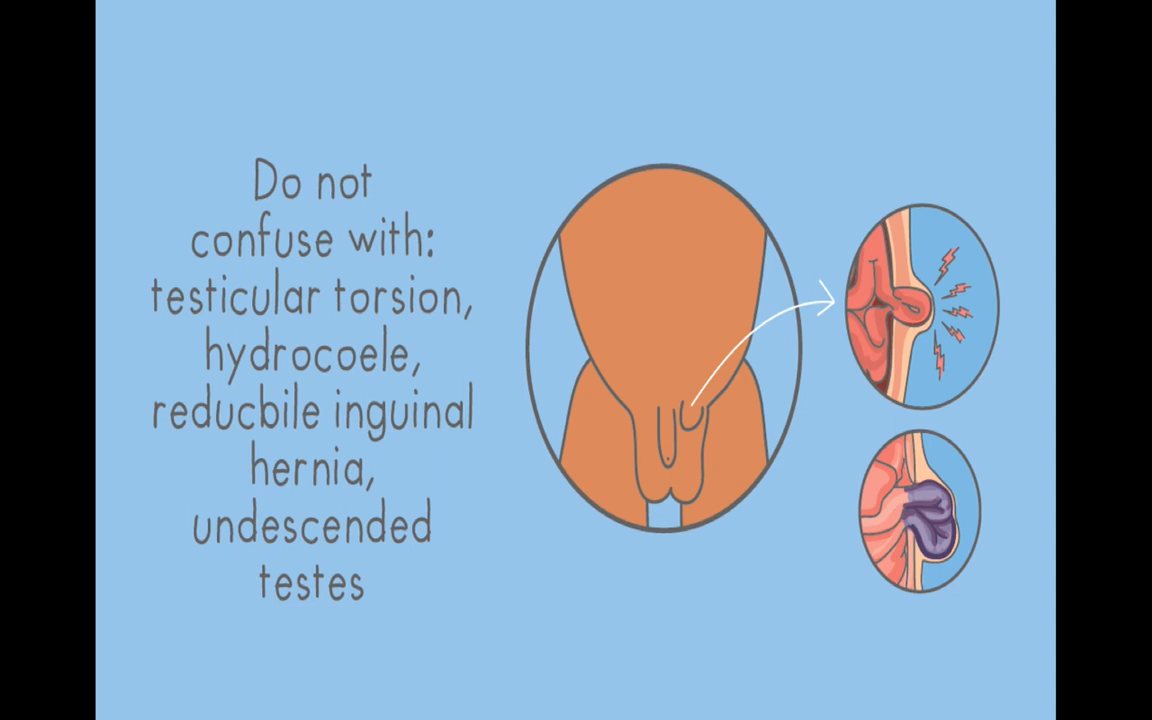 Do not
confuse with:
testicular torsion,
hydrocoele,
reducbile inguinal
hernia,
undescended
testes